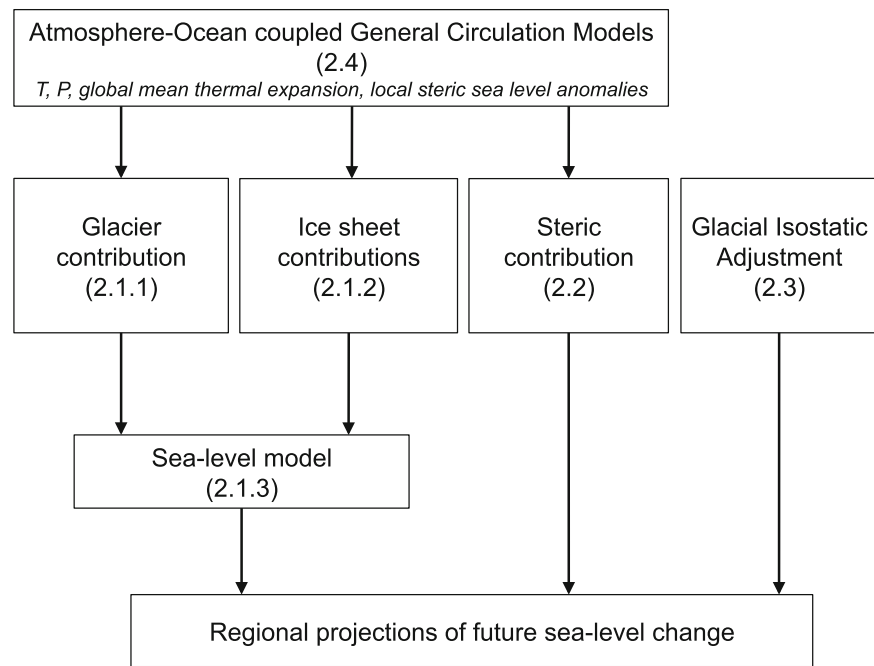 Atmosphere-Ocean coupled General Circulation Models
(2.4)
T, P, global mean thermal expansion, local steric sea level anomalies
Glacier
contribution
(2.1.1)
Ice sheet
contributions
(2.1.2)
Steric
contribution
(2.2)
Glacial Isostatic
Adjustment
(2.3)
Sea-level model
(2.1.3)
Regional projections of future sea-level change